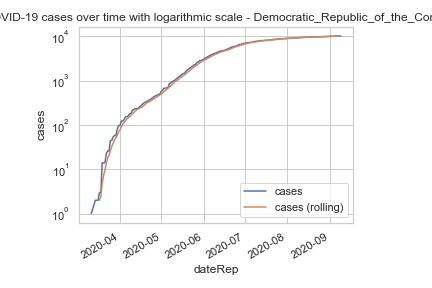 VID-19 cases over time with logarithmic scale - Democratic_Republic_of_the_Con
10⁴
10³
10²
10¹
10⁰
cases
cases
cases (rolling)
2020-04
2020-05
2020-06
2020-07
2020-08
2020-09
dateRep